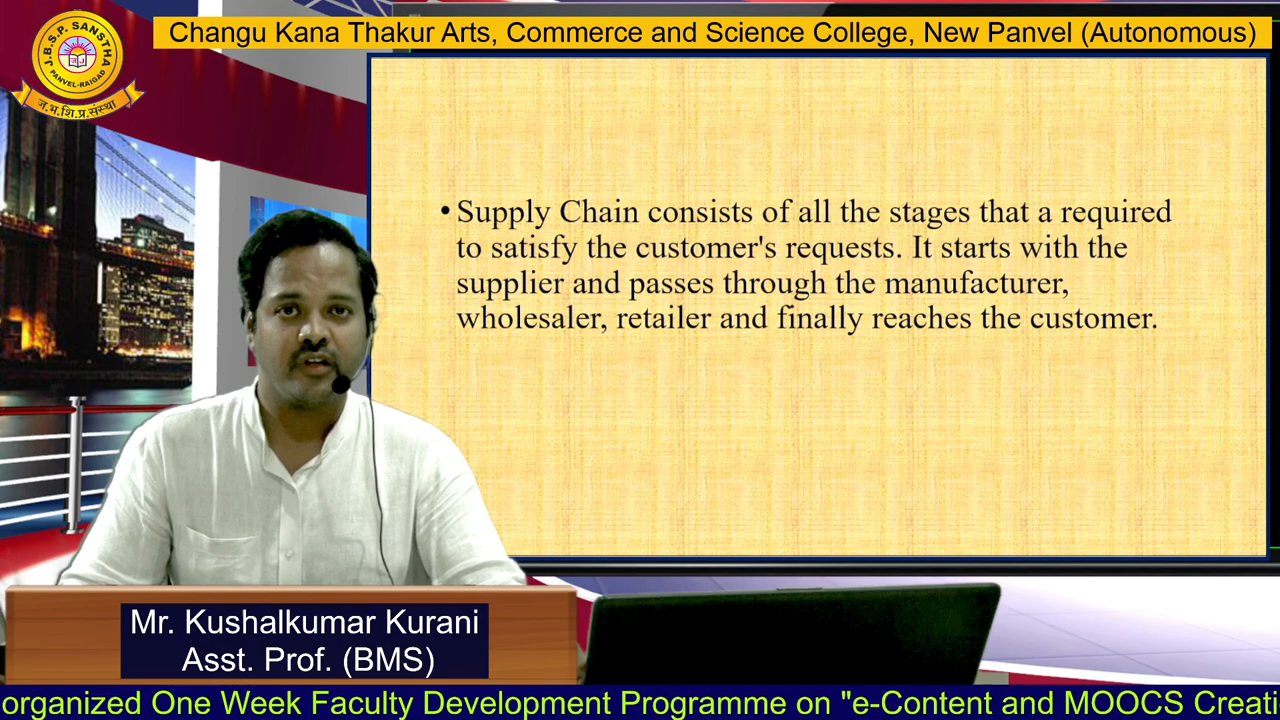 J.B.S.P. SANSTHA
PANVEL-RAIGAD
ज.भ.शि.प्र.संस्था
Changu Kana Thakur Arts, Commerce and Science College, New Panvel (Autonomous)
• Supply Chain consists of all the stages that a required
to satisfy the customer's requests. It starts with the
supplier and passes through the manufacturer,
wholesaler, retailer and finally reaches the customer.
Mr. Kushalkumar Kurani
Asst. Prof. (BMS)
organized One Week Faculty Development Programme on "e-Content and MOOCS Creati